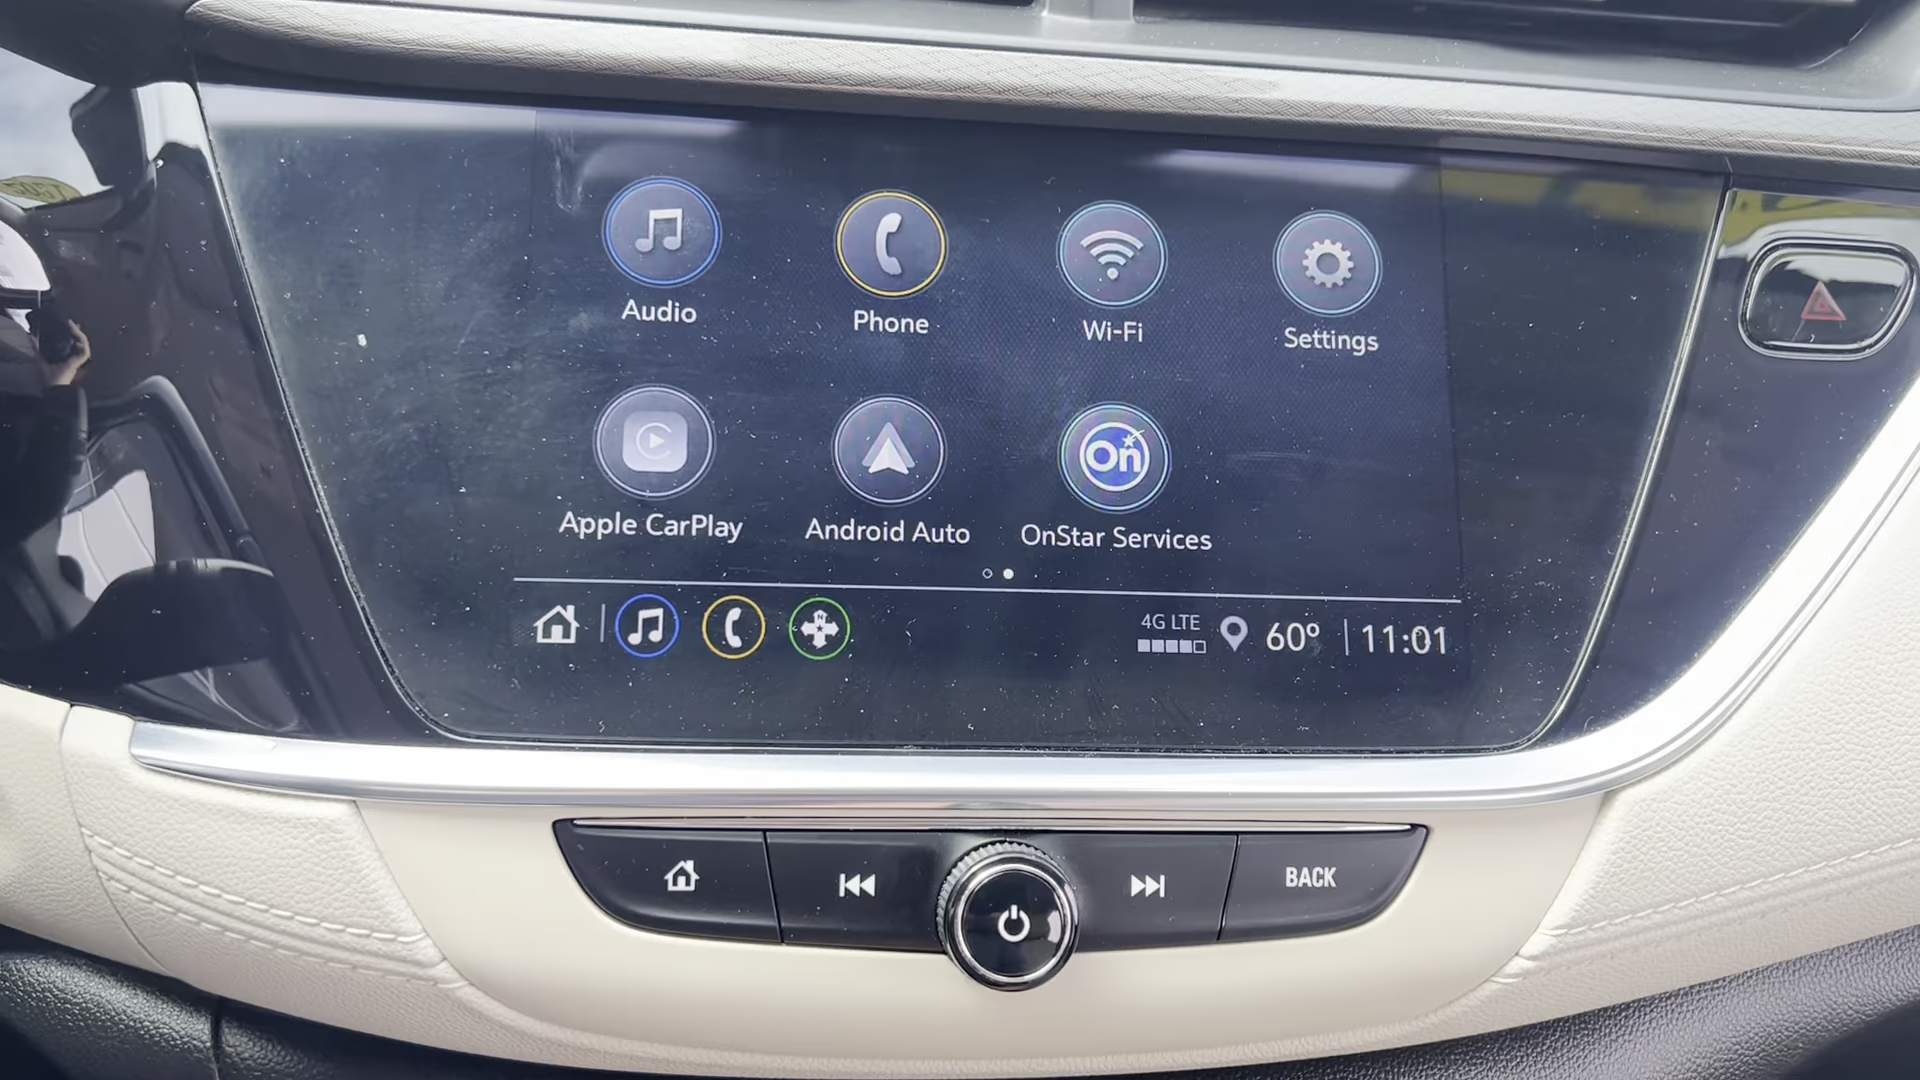 Audio
Phone
Wi-Fi
Settings
Apple CarPlay
Android Auto
On
OnStar Services
N
4G LTE
60°
11:01
BACK